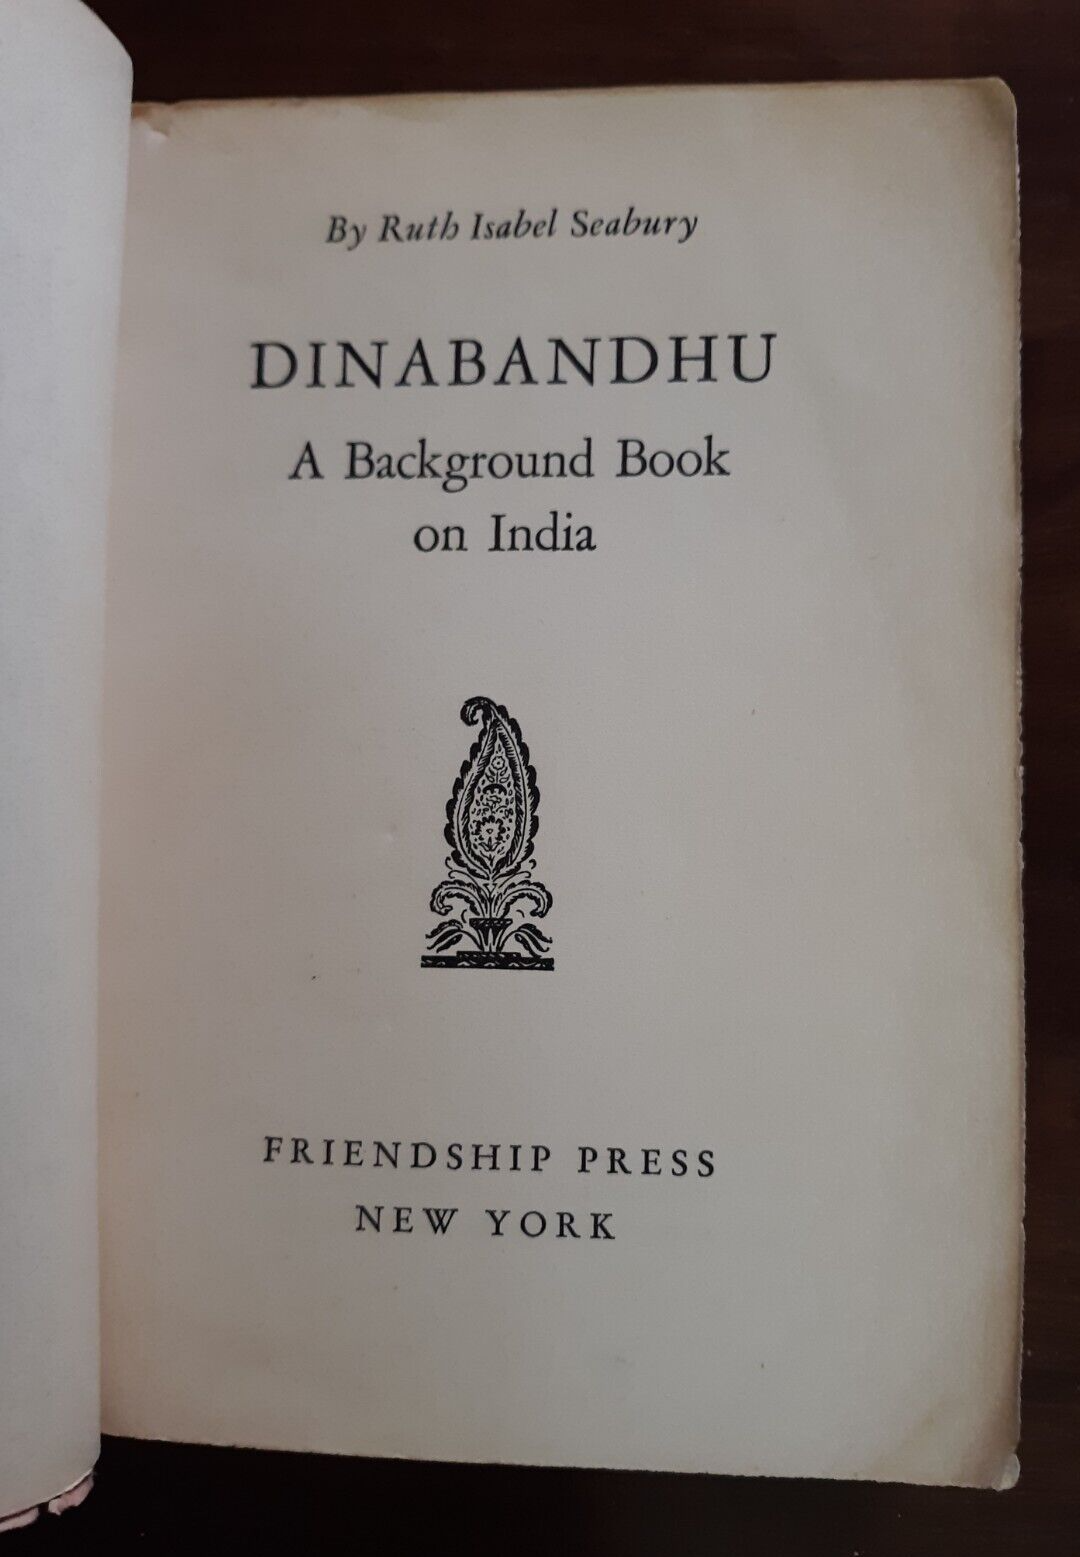 By Ruth Isabel Seabury
DINABANDHU
A Background Book
on India
FRIENDSHIP PRESS
NEW YORK